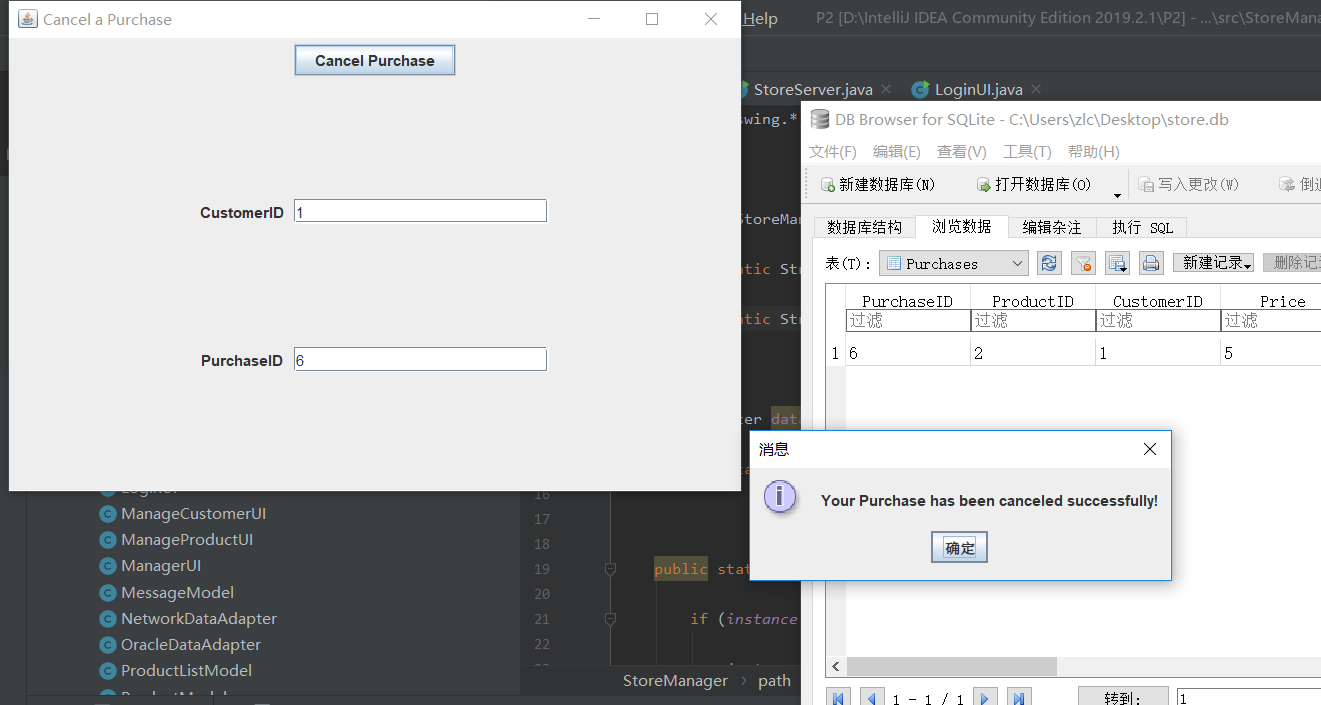 Cancel a Purchase
Cancel Purchase
CustomerID
1
PurchaseID
6
Help
P2 [D:\IntelliJ IDEA Community Edition 2019.2.1\P2] - ...\src\StoreMana
StoreServer.java
LoginUI.java
swing.*
DB Browser for SQLite - C:\Users\zlc\Desktop\store.db
文件(F) 编辑(E) 查看(V) 工具(T) 帮助(H)
新建数据库(N) 打开数据库(O) 写入更改(W)
数据库结构 浏览数据 编辑杂注 执行 SQL
表(T): Purchases 新建记录 删除记
PurchaseID ProductID CustomerID Price
过滤 过滤 过滤 过滤
1 6 2 1 5
StoreMan
tic Str
tic Str
er dat
消息
Your Purchase has been canceled successfully!
确定
ManageCustomerUI
ManageProductUI
ManagerUI
MessageModel
NetworkDataAdapter
OracleDataAdapter
ProductListModel
16
17
18
19 public stat
20
21 if (instance
22
StoreManager path
1 - 1 / 1 转到: 1